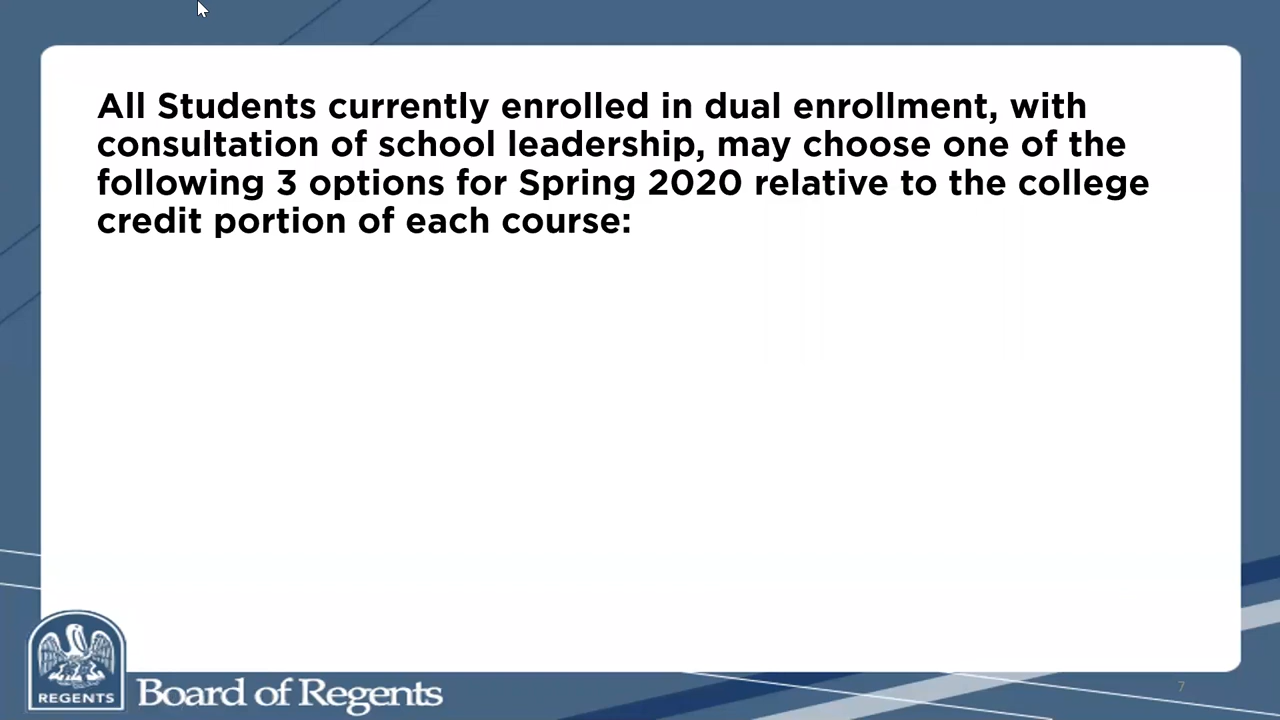 All Students currently enrolled in dual enrollment, with
consultation of school leadership, may choose one of the
following 3 options for Spring 2020 relative to the college
credit portion of each course:
REGENTS
Board of Regents
7